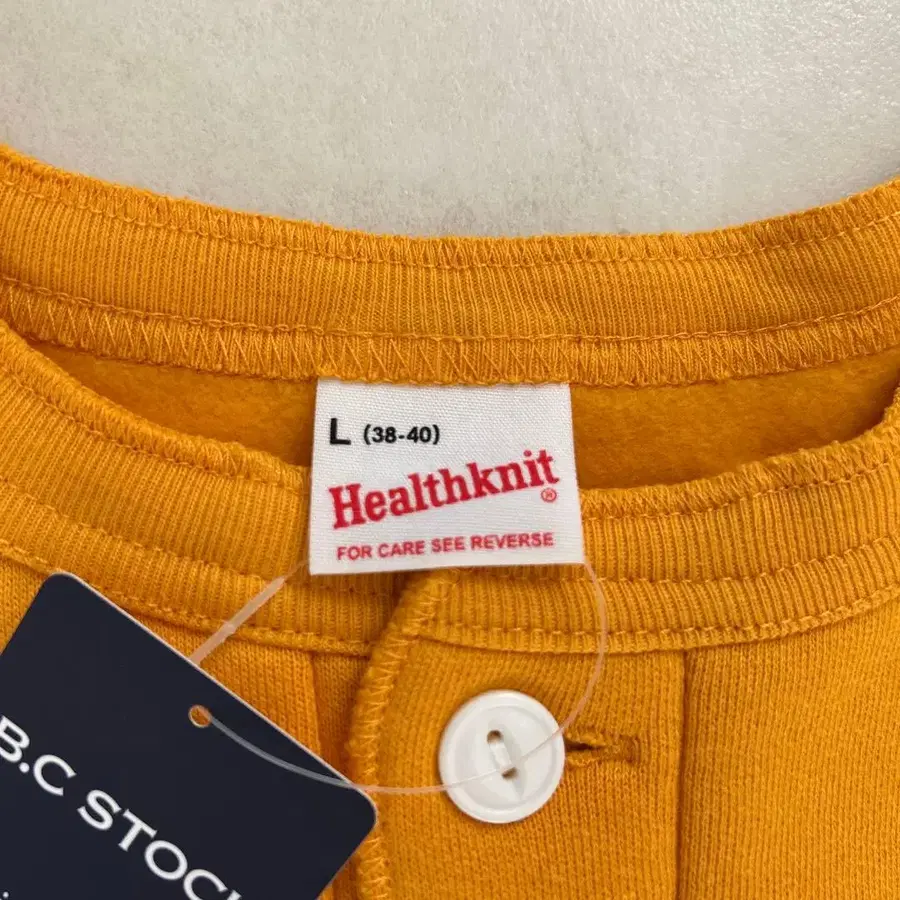 L (38-40)
Healthknit®
FOR CARE SEE REVERSE
B.C STOC